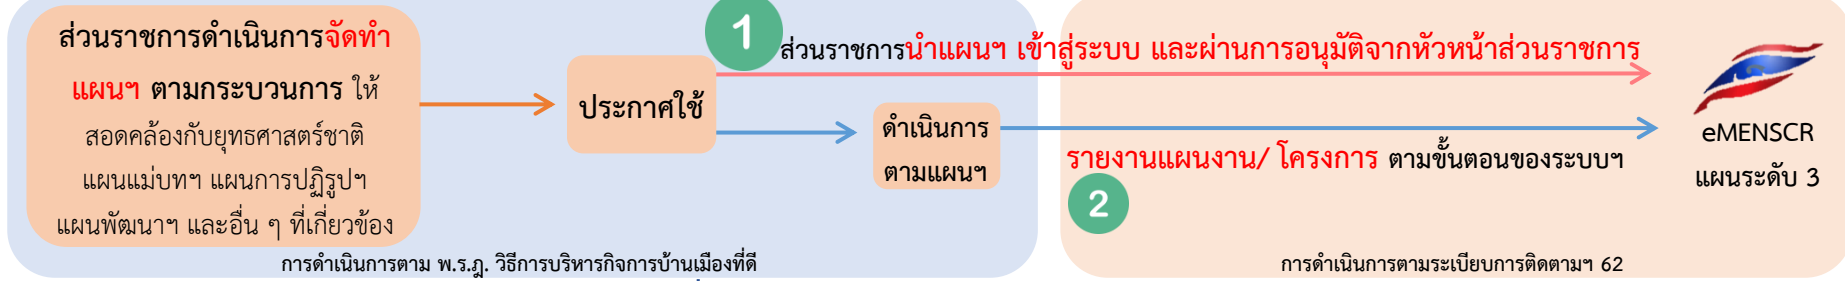 ส่วนราชการดำเนินการจัดทำ
แผนฯ ตามกระบวนการ ให้
สอดคล้องกับยุทธศาสตร์ชาติ
แผนแม่บทฯ แผนการปฏิรูปฯ
แผนพัฒนาฯ และอื่น ๆ ที่เกี่ยวข้อง
ประกาศใช้
1
ส่วนราชการนำแผนฯ เข้าสู่ระบบ และผ่านการอนุมัติจากหัวหน้าส่วนราชการ
ดำเนินการ
ตามแผนฯ
รายงานแผนงาน/ โครงการ ตามขั้นตอนของระบบฯ
2
eMENSCR
แผนระดับ 3
การดำเนินการตาม พ.ร.ฎ. วิธีการบริหารกิจการบ้านเมืองที่ดี
การดำเนินการตามระเบียบการติดตามฯ 62